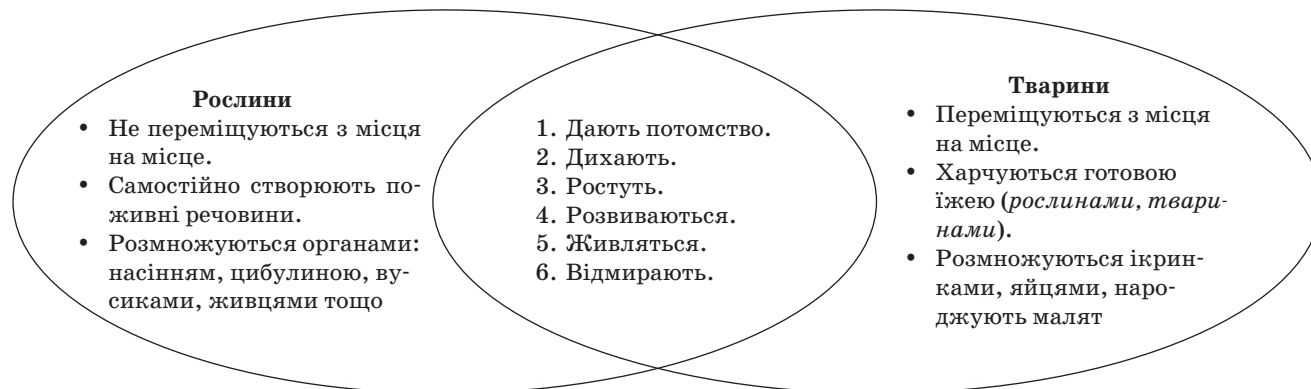 Рослини
• Не переміщуються з місця
на місце.
• Самостійно створюють по-
живні речовини.
• Розмножуються органами:
насінням, цибулиною, ву-
сиками, живцями тощо
1. Дають потомство.
2. Дихають.
3. Ростуть.
4. Розвиваються.
5. Живляться.
6. Відмирають.
Тварини
• Переміщуються з місця
на місце.
• Харчуються готовою
їжею (рослинами, твари-
нами).
• Розмножуються ікрин-
ками, яйцями, наро-
джують малят